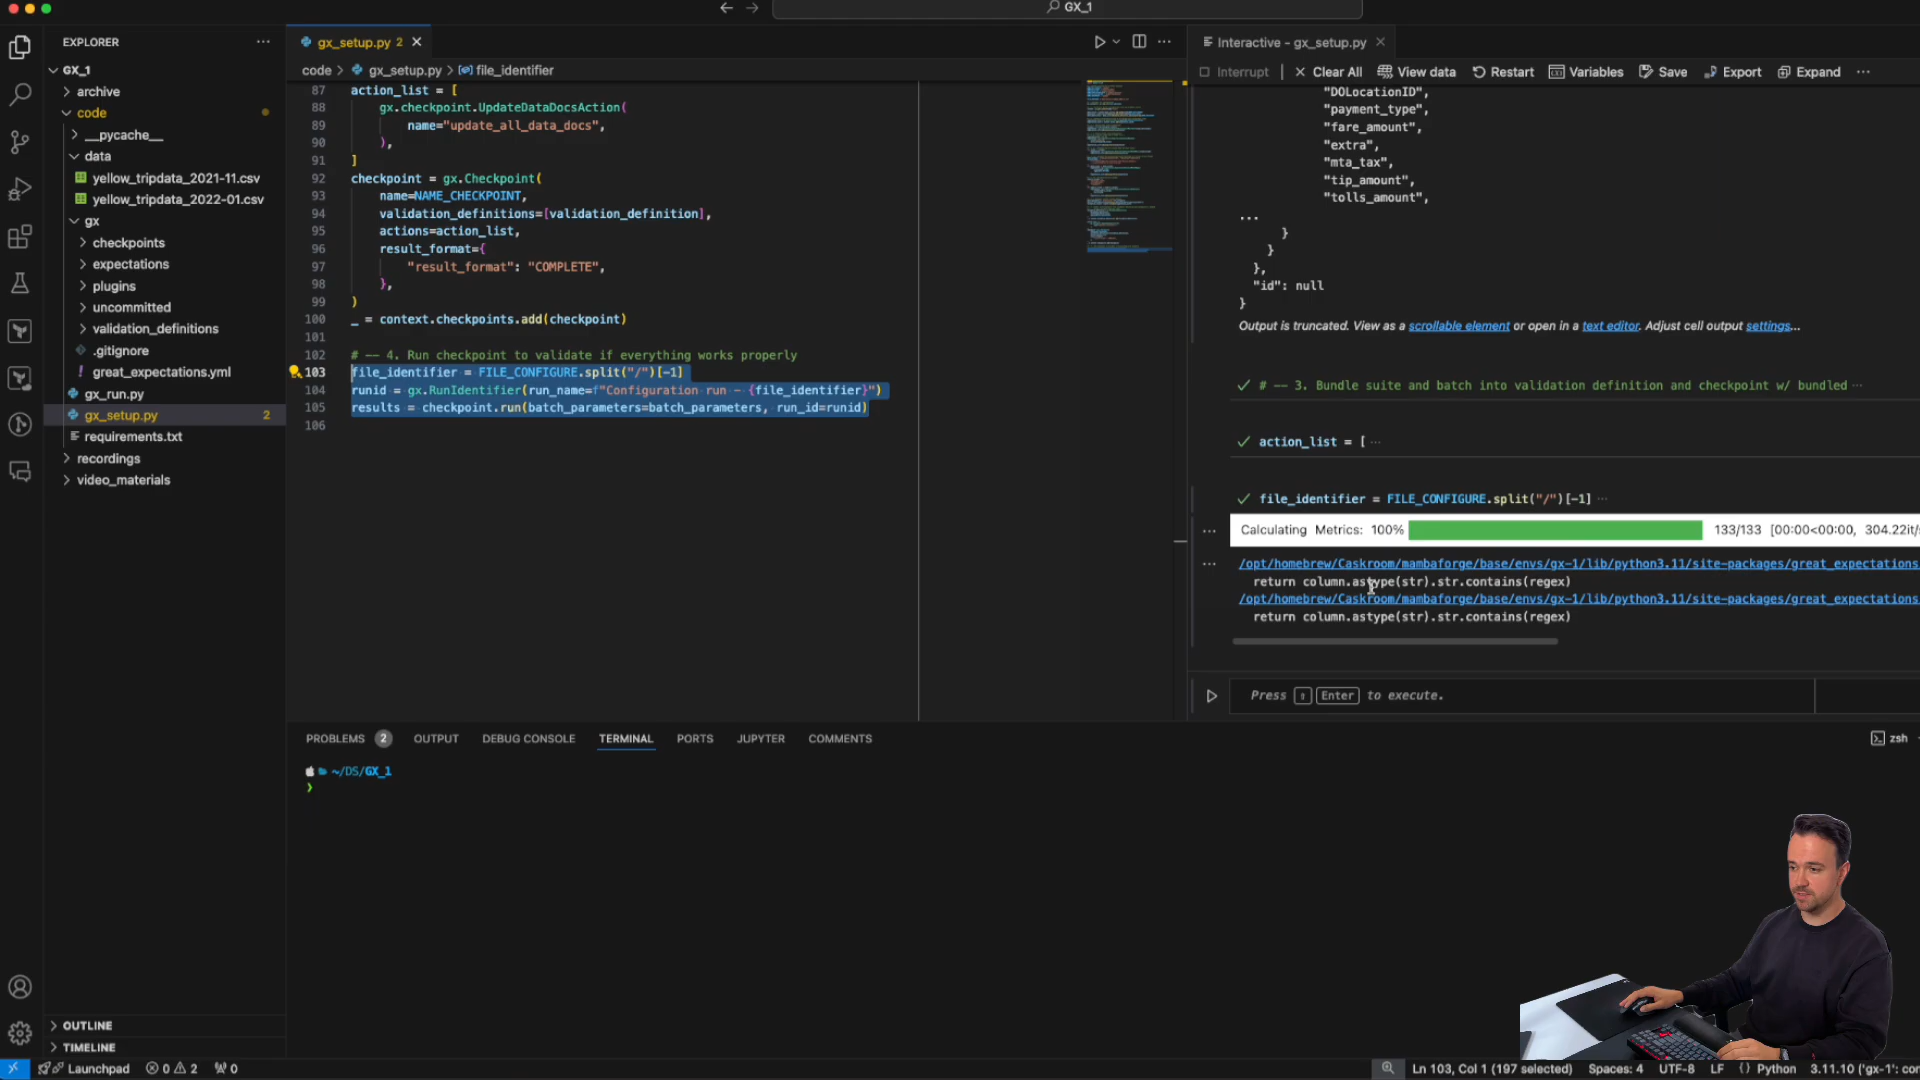 GX_1
EXPLORER
GX_1
archive
code
__pycache__
data
yellow_tripdata_2021-11.csv
yellow_tripdata_2022-01.csv
gx
checkpoints
expectations
plugins
uncommitted
validation_definitions
.gitignore
great_expectations.yml
gx_run.py
gx_setup.py 2
requirements.txt
recordings
video_materials
OUTLINE
TIMELINE
gx_setup.py 2
code > gx_setup.py > file_identifier
87 action_list = [
88 gx.checkpoint.UpdateDataDocsAction(
89 name="update_all_data_docs",
90 ),
91 ]
92 checkpoint = gx.Checkpoint(
93 name=NAME_CHECKPOINT,
94 validation_definitions=[validation_definition],
95 actions=action_list,
96 result_format={
97 "result_format": "COMPLETE",
98 },
99 )
100 _ = context.checkpoints.add(checkpoint)
101
102 # -- 4. Run checkpoint to validate if everything works properly
103 file_identifier = FILE_CONFIGURE.split("/")[-1]
104 runid = gx.RunIdentifier(run_name=f"Configuration run - {file_identifier}")
105 results = checkpoint.run(batch_parameters=batch_parameters, run_id=runid)
106
Interactive - gx_setup.py
Interrupt Clear All View data Restart Variables Save Export Expand ...
"DOLocationID",
"payment_type",
"fare_amount",
"extra",
"mta_tax",
"tip_amount",
"tolls_amount",
...
}
}
},
"id": null
}
Output is truncated. View as a scrollable element or open in a text editor. Adjust cell output settings...
# -- 3. Bundle suite and batch into validation definition and checkpoint w/ bundled ...
action_list = [ ...
file_identifier = FILE_CONFIGURE.split("/")[-1] ...
Calculating Metrics: 100% 133/133 [00:00<00:00, 304.22it/s
/opt/homebrew/Caskroom/mambaforge/base/envs/gx-1/lib/python3.11/site-packages/great_expectations
return column.astype(str).str.contains(regex)
/opt/homebrew/Caskroom/mambaforge/base/envs/gx-1/lib/python3.11/site-packages/great_expectations
return column.astype(str).str.contains(regex)
Press ⇧ Enter to execute.
PROBLEMS 2 OUTPUT DEBUG CONSOLE TERMINAL PORTS JUPYTER COMMENTS
zsh
~/DS/GX_1
❯
Launchpad 0 2 0
Ln 103, Col 1 (197 selected) Spaces: 4 UTF-8 LF Python 3.11.10 ('gx-1': con